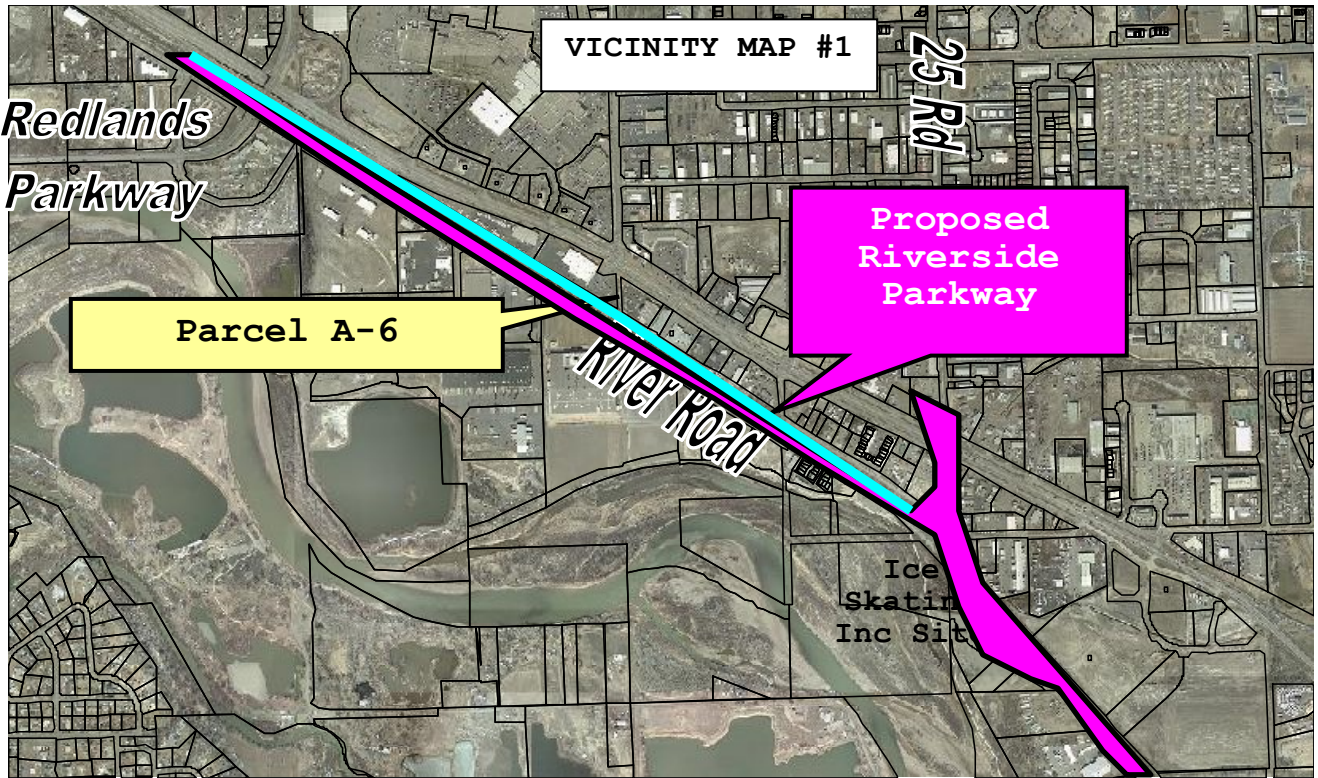 VICINITY MAP #1
25 Rd
Redlands
Parkway
Proposed
Riverside
Parkway
Parcel A-6
River Road
Ice
Skatin
Inc Sit